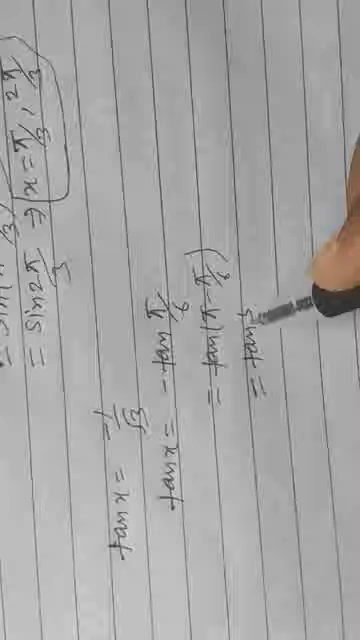 = sin 2π/3 ⇒ x = π/3, 2π/3
tan x = -1/√3
tan x = - tan π/6
= tan(π - π/6)
= tan